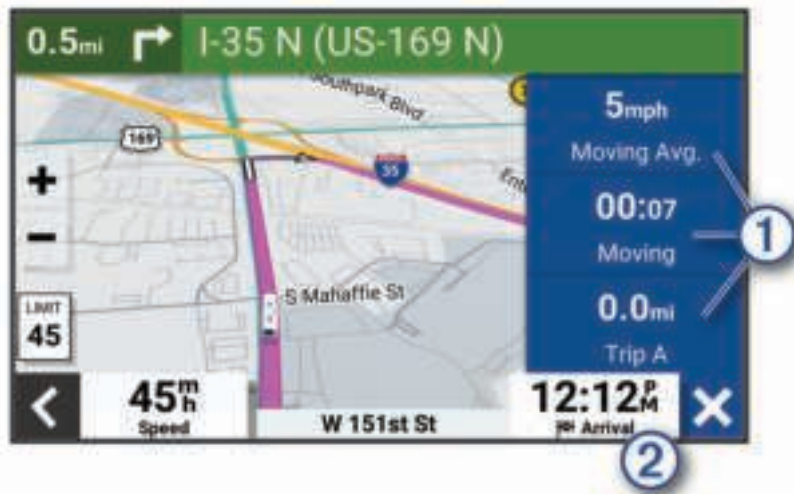 0.5mi
I-35 N (US-169 N)
Southpark Blvd
169
35
5mph
Moving Avg.
00:07
Moving
0.0mi
Trip A
1
+
-
S Mahaffie St
LIMIT
45
45mh
Speed
W 151st St
12:12PM
Arrival
2